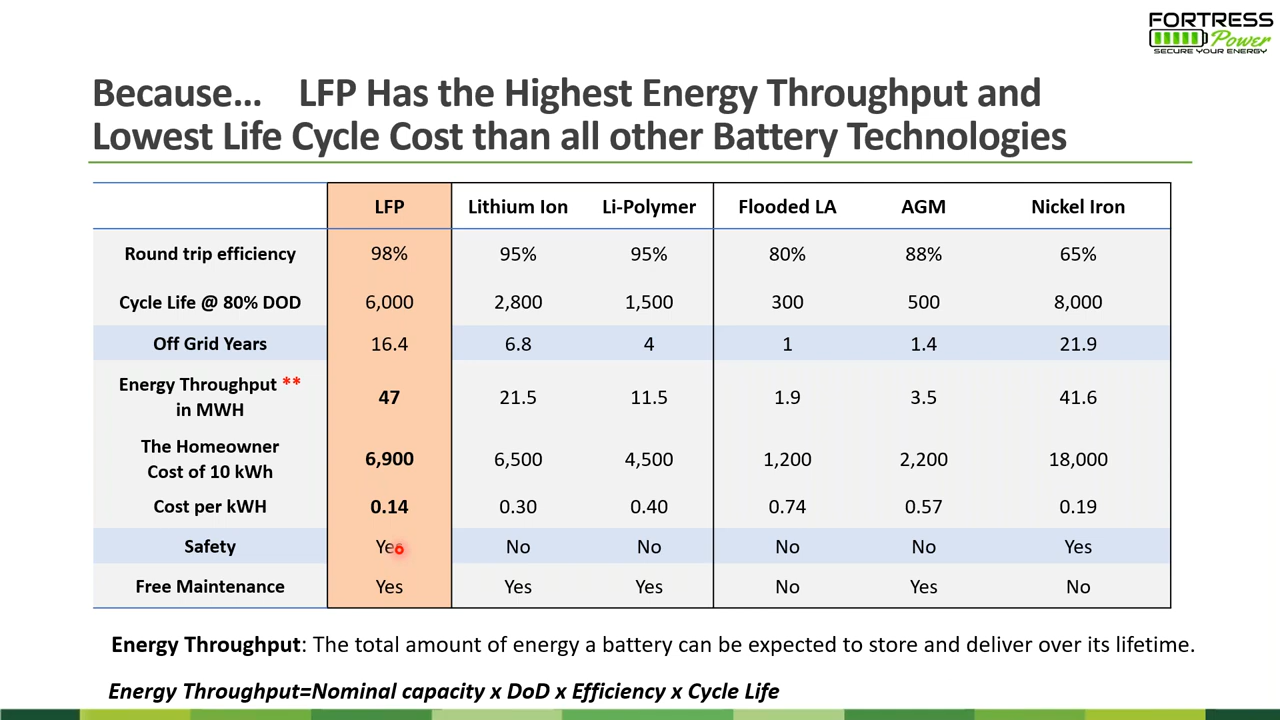 FORTRESS
Power
SECURE YOUR ENERGY
Because… LFP Has the Highest Energy Throughput and
Lowest Life Cycle Cost than all other Battery Technologies
LFP Lithium Ion Li-Polymer Flooded LA AGM Nickel Iron
Round trip efficiency 98% 95% 95% 80% 88% 65%
Cycle Life @ 80% DOD 6,000 2,800 1,500 300 500 8,000
Off Grid Years 16.4 6.8 4 1 1.4 21.9
Energy Throughput **
in MWH 47 21.5 11.5 1.9 3.5 41.6
The Homeowner
Cost of 10 kWh 6,900 6,500 4,500 1,200 2,200 18,000
Cost per kWH 0.14 0.30 0.40 0.74 0.57 0.19
Safety Yes No No No No Yes
Free Maintenance Yes Yes Yes No Yes No
Energy Throughput: The total amount of energy a battery can be expected to store and deliver over its lifetime.
Energy Throughput=Nominal capacity x DoD x Efficiency x Cycle Life